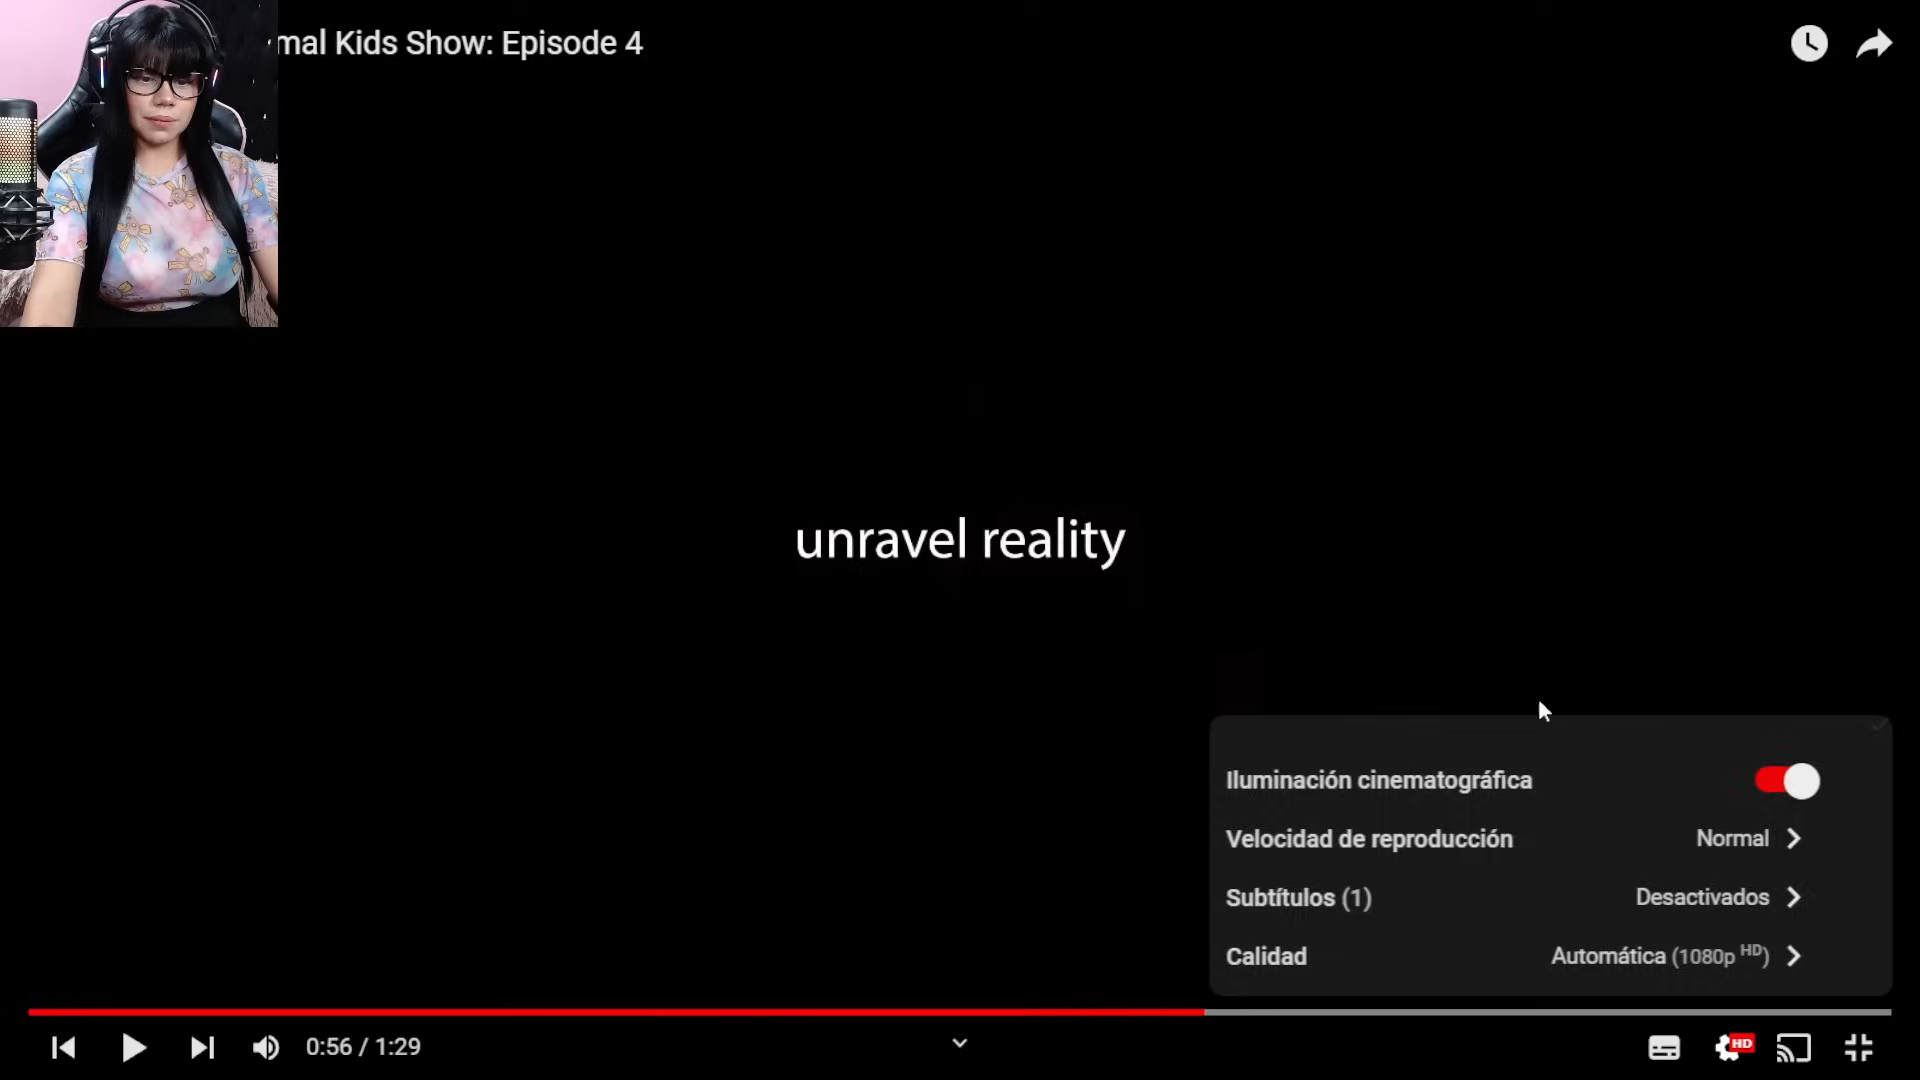 mal Kids Show: Episode 4
unravel reality
Iluminación cinematográfica
Velocidad de reproducción Normal
Subtítulos (1) Desactivados
Calidad Automática (1080p HD)
0:56 / 1:29
HD